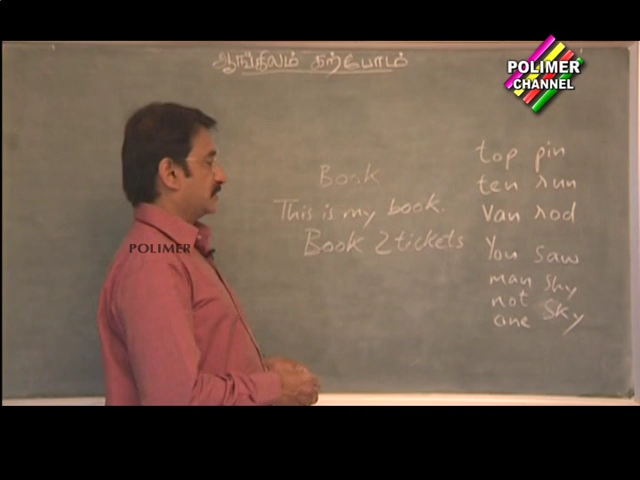 ஆங்கிலம் கற்போம்
POLIMER
CHANNEL
POLIMER
Book
This is my book.
Book 2 tickets
top pin
ten run
van rod
You saw
man shy
not sky
one